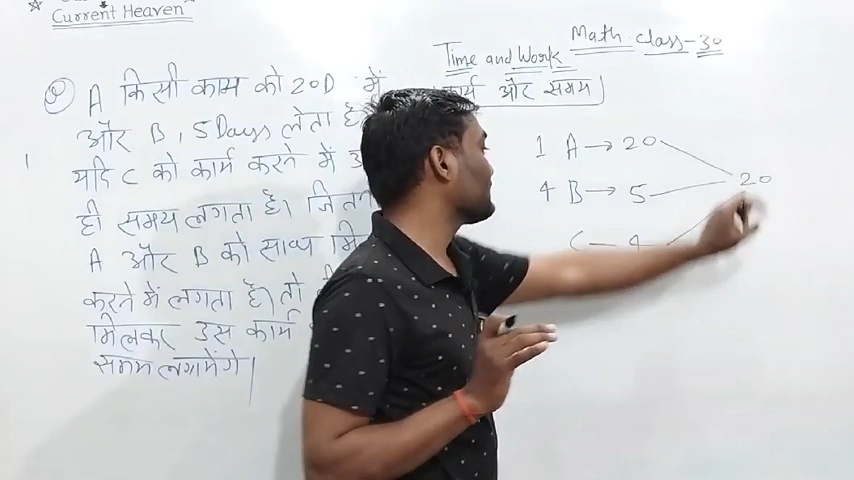 Current Heaven
Math class-30
Time and Work
कार्य और समय
A किसी काम को 20D में
और B, 5 Days लेता है
यदि C को कार्य करने में उ
ही समय लगता है। जितन
A और B को साथ मि
करने में लगता है। तो
मिलकर उस कार्य
समय लगायेंगे।
1 A → 20
4 B → 5
C — 4
20